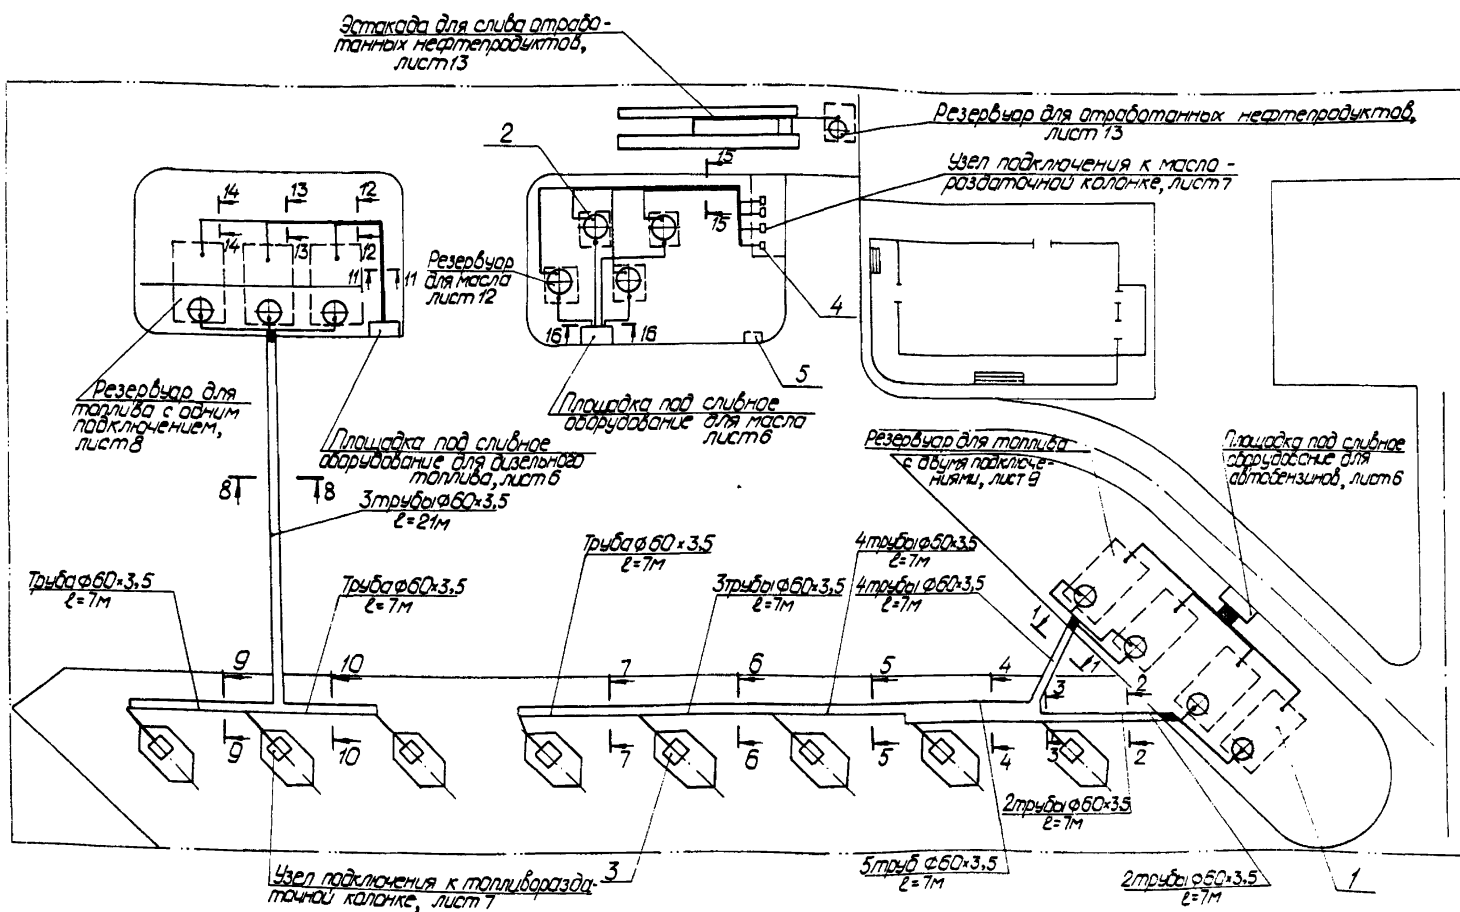 Эстакада для слива отрабо-
танных нефтепродуктов,
лист 13
Резервуар для отработанных нефтепродуктов,
лист 13
Узел подключения к масло-
раздаточной колонке, лист 7
2
15
15
14
13
12
14
13
12
11
11
Резервуар
для масла
лист 12
4
16
16
5
Резервуар для
топлива с одним
подключением,
лист 8
Площадка под сливное
оборудование для масла
лист 6
Площадка под сливное
оборудование для дизельного
топлива, лист 6
Резервуар для топлива
с двумя подключе-
ниями, лист 9
Площадка под сливное
оборудование для
автобензинов, лист 6
8
8
3 трубы ф60×3,5
ℓ=21м
Труба ф60×3,5
ℓ=7м
Труба ф60×3,5
ℓ=7м
Труба ф60×3,5
ℓ=7м
3 трубы ф60×3,5
ℓ=7м
4 трубы ф60×3,5
ℓ=7м
4 трубы ф60×3,5
ℓ=7м
1
1
9
10
7
6
5
4
3
2
9
10
7
6
5
4
3
2
2 трубы ф60×3,5
ℓ=7м
5 труб ф60×3,5
ℓ=7м
2 трубы ф60×3,5
ℓ=7м
1
3
Узел подключения к топливоразда-
точной колонке, лист 7